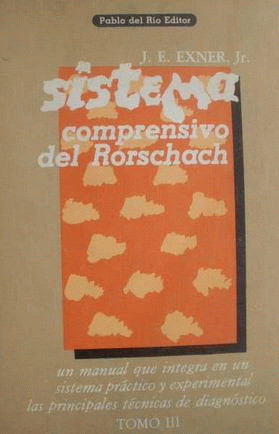 Pablo del Río Editor
J. E. EXNER, Jr.
sistema
comprensivo
del Rorschach
un manual que integra en un
sistema práctico y experimental
las principales técnicas de diagnóstico
TOMO III